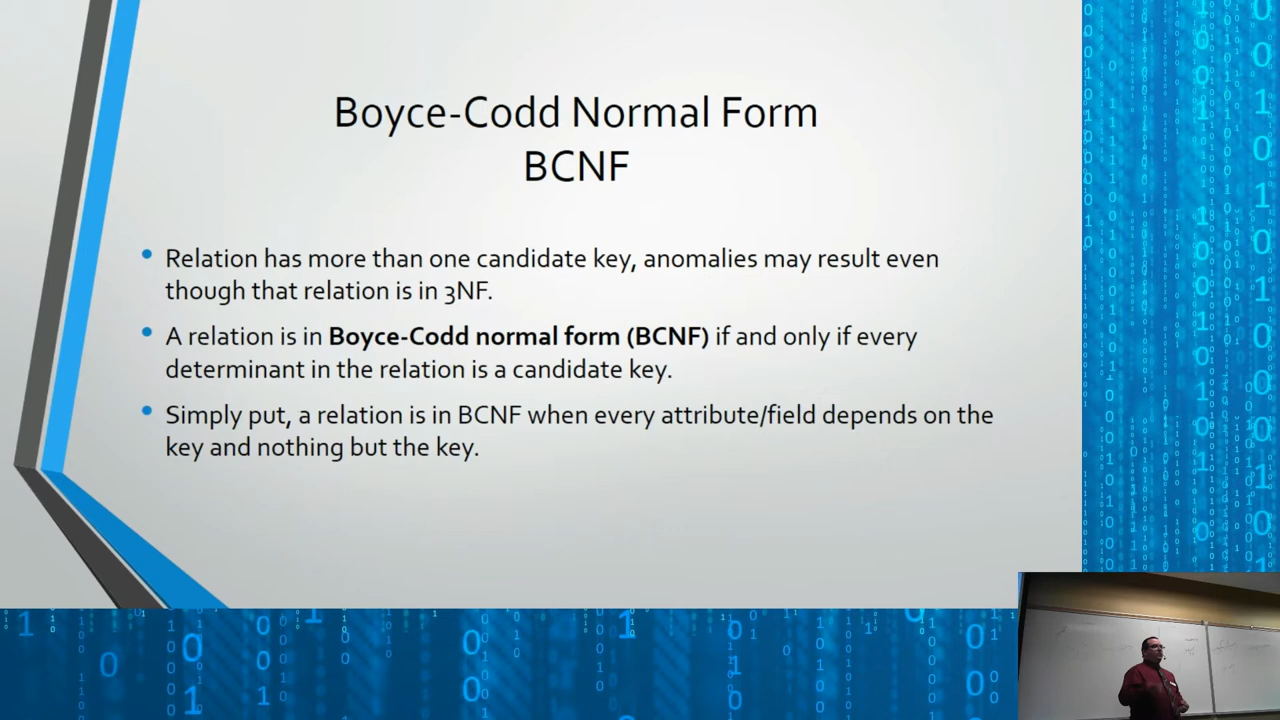 Boyce-Codd Normal Form
BCNF
• Relation has more than one candidate key, anomalies may result even
though that relation is in 3NF.
• A relation is in Boyce-Codd normal form (BCNF) if and only if every
determinant in the relation is a candidate key.
• Simply put, a relation is in BCNF when every attribute/field depends on the
key and nothing but the key.